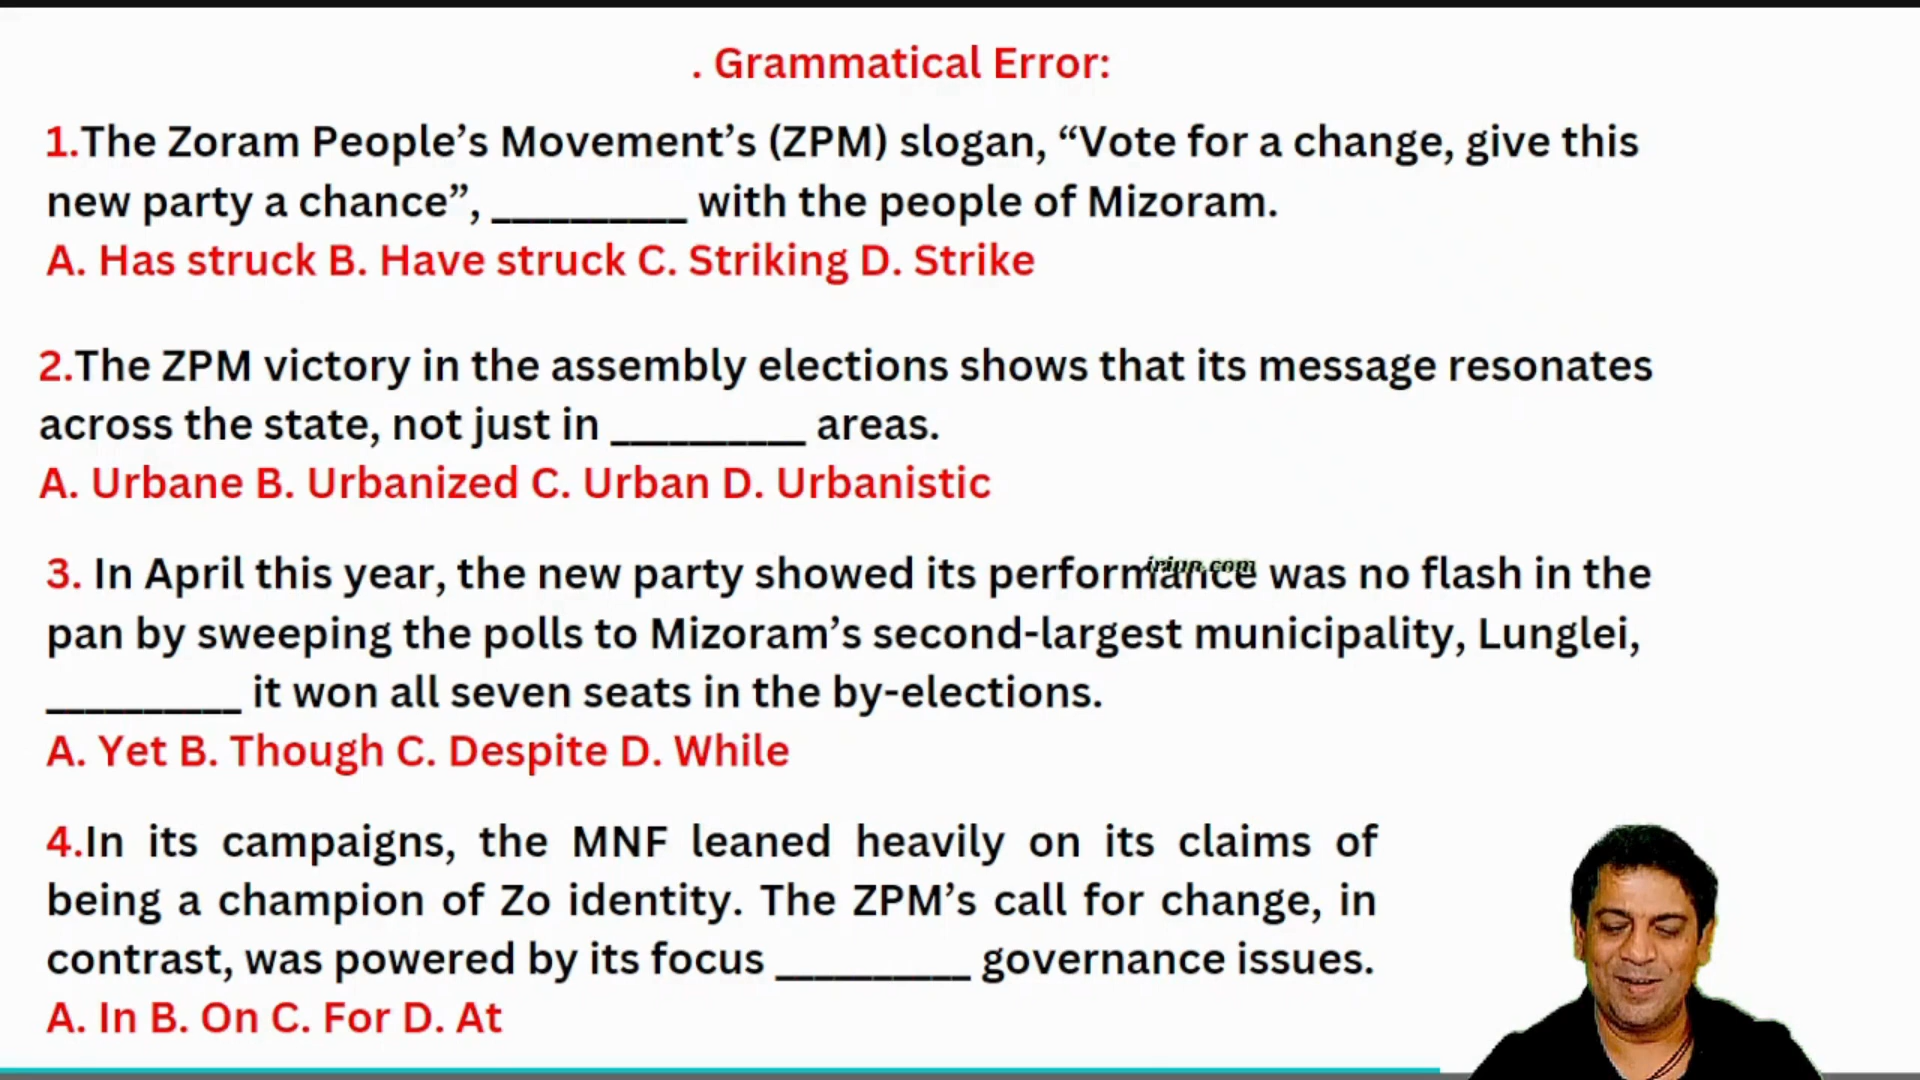 . Grammatical Error:
1.The Zoram People’s Movement’s (ZPM) slogan, “Vote for a change, give this
new party a chance”, __________ with the people of Mizoram.
A. Has struck B. Have struck C. Striking D. Strike
2.The ZPM victory in the assembly elections shows that its message resonates
across the state, not just in __________ areas.
A. Urbane B. Urbanized C. Urban D. Urbanistic
3. In April this year, the new party showed its performance was no flash in the
iriun.com
pan by sweeping the polls to Mizoram’s second-largest municipality, Lunglei,
__________ it won all seven seats in the by-elections.
A. Yet B. Though C. Despite D. While
4.In its campaigns, the MNF leaned heavily on its claims of
being a champion of Zo identity. The ZPM’s call for change, in
contrast, was powered by its focus __________ governance issues.
A. In B. On C. For D. At